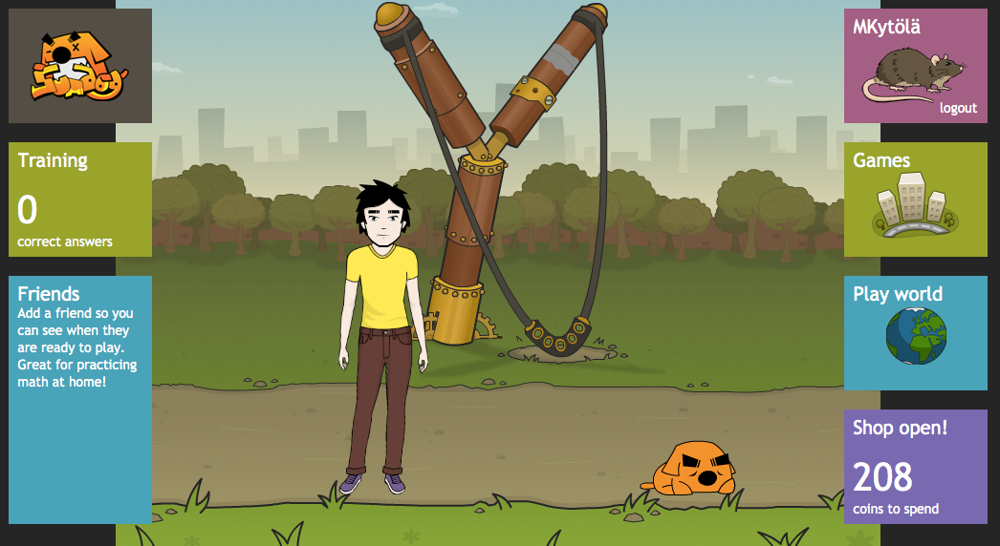 SUMDOG
Training
0
correct answers
Friends
Add a friend so you
can see when they
are ready to play.
Great for practicing
math at home!
MKytölä
logout
Games
Play world
Shop open!
208
coins to spend